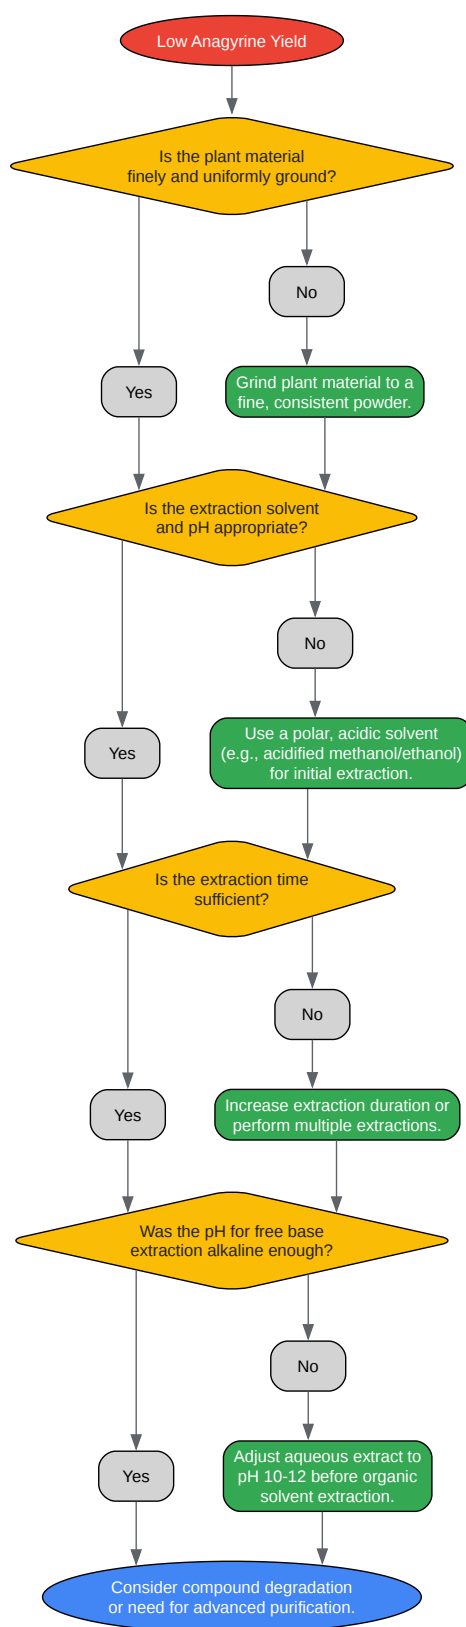 Low Anagyrine Yield
Is the plant material
finely and uniformly ground?
No
Yes
Grind plant material to a
fine, consistent powder.
Is the extraction solvent
and pH appropriate?
No
Yes
Use a polar, acidic solvent
(e.g., acidified methanol/ethanol)
for initial extraction.
Is the extraction time
sufficient?
No
Yes
Increase extraction duration or
perform multiple extractions.
Was the pH for free base
extraction alkaline enough?
No
Yes
Adjust aqueous extract to
pH 10-12 before organic
solvent extraction.
Consider compound degradation
or need for advanced purification.